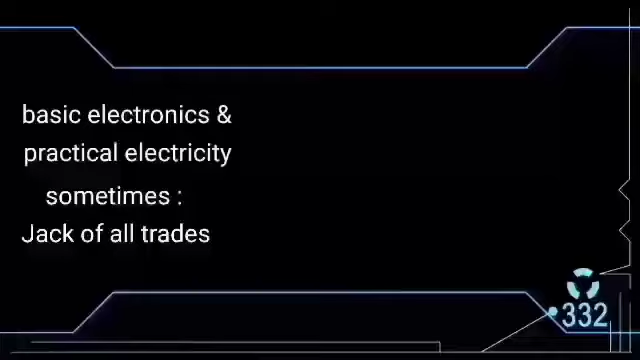 basic electronics &
practical electricity
sometimes :
Jack of all trades
332